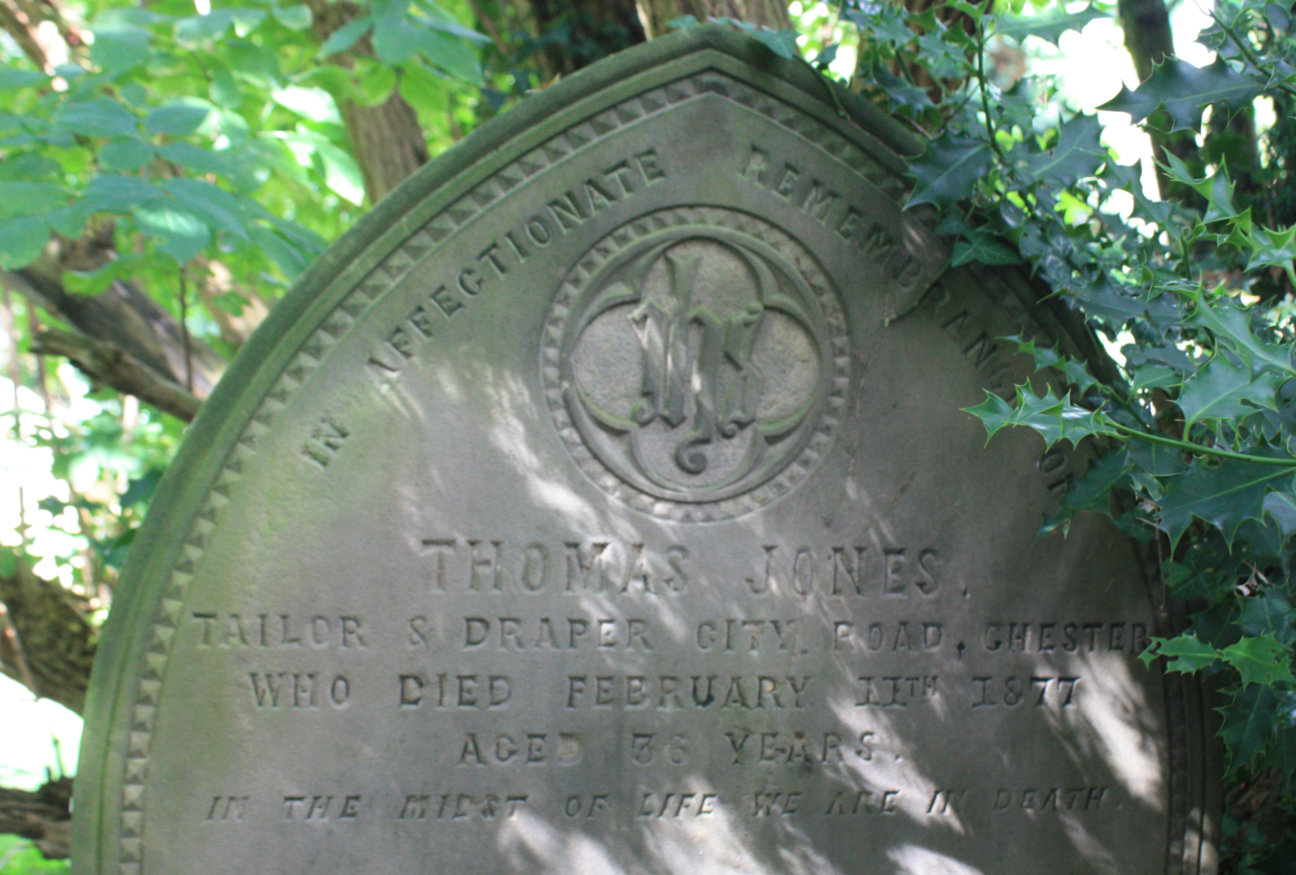 IN AFFECTIONATE REMEMBRANCE OF
IHS
THOMAS JONES.
TAILOR & DRAPER CITY. ROAD, CHESTER
WHO DIED FEBRUARY 11TH 1877
AGED 36 YEARS.
IN THE MIDST OF LIFE WE ARE IN DEATH.